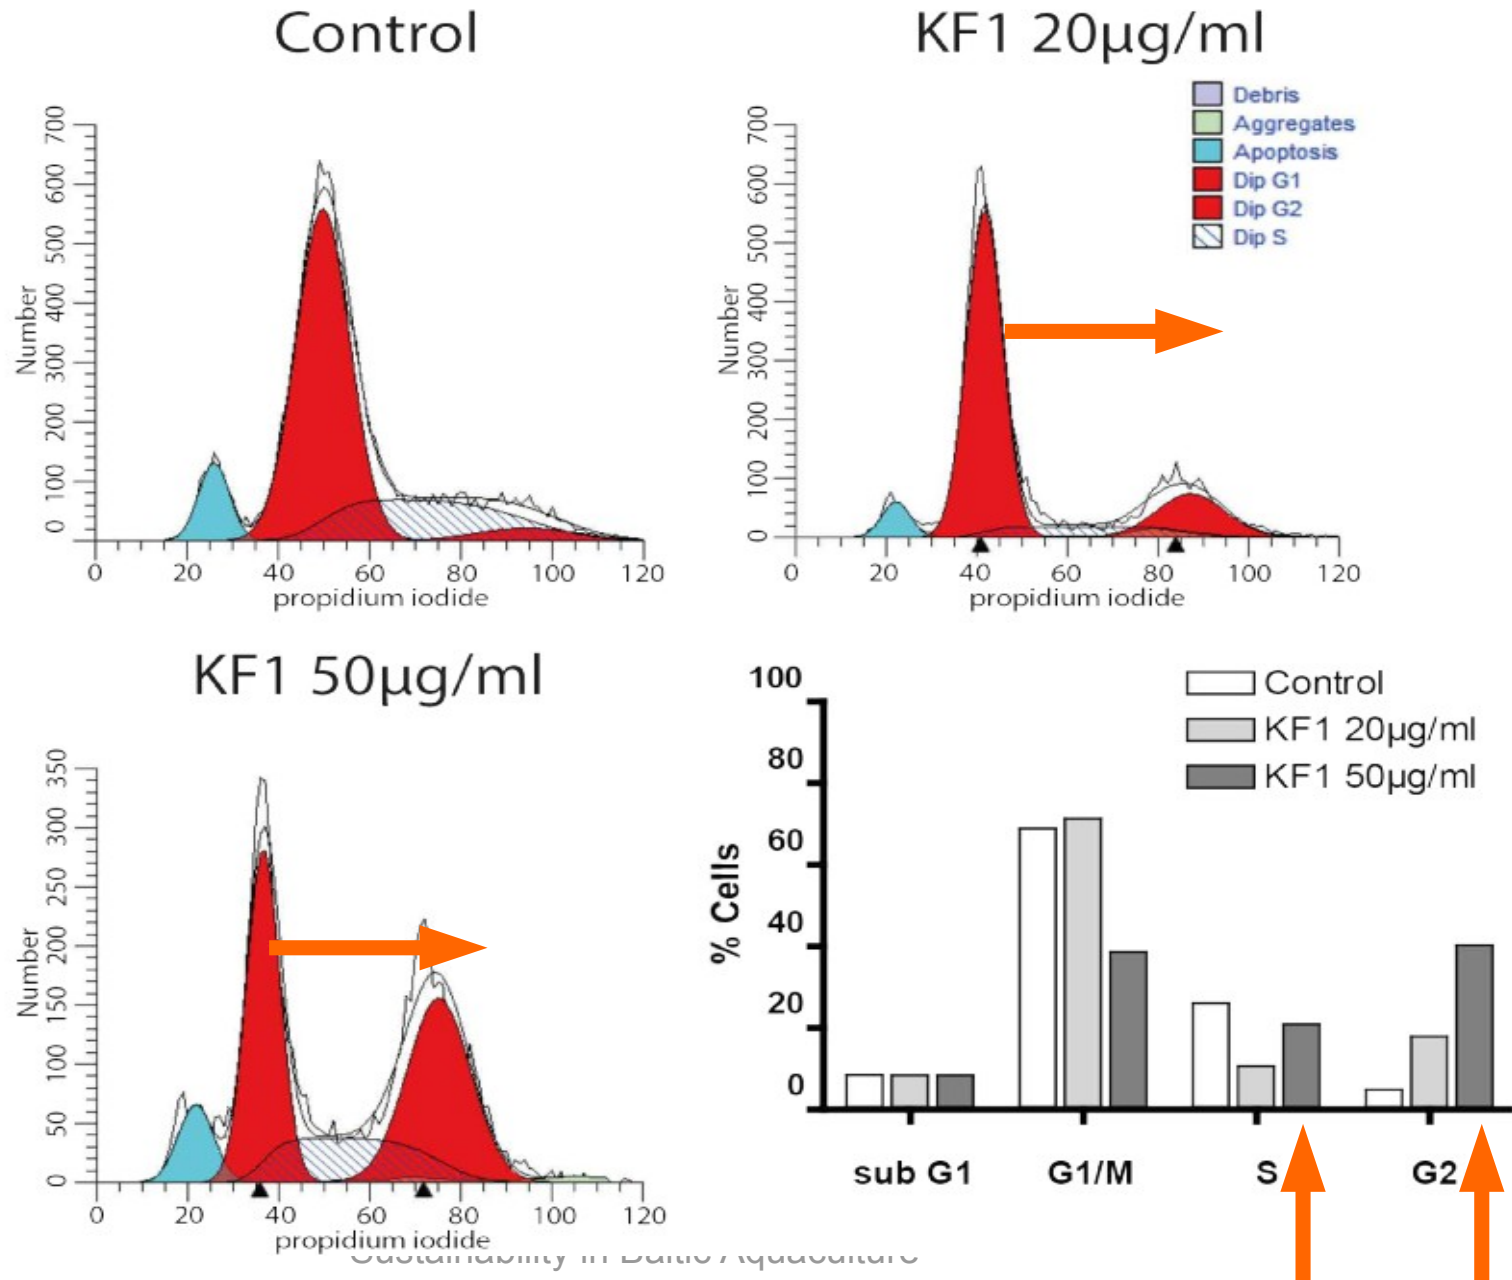 Control
700
600
500
400
300
200
100
0
Number
0 20 40 60 80 100 120
propidium iodide
KF1 20µg/ml
Debris
Aggregates
Apoptosis
Dip G1
Dip G2
Dip S
700
600
500
400
300
200
100
0
Number
0 20 40 60 80 100 120
propidium iodide
KF1 50µg/ml
350
300
250
200
150
100
50
0
Number
0 20 40 60 80 100 120
propidium iodide
Control
KF1 20µg/ml
KF1 50µg/ml
100
80
60
40
20
0
% Cells
sub G1 G1/M S G2
Sustainability in Baltic Aquaculture